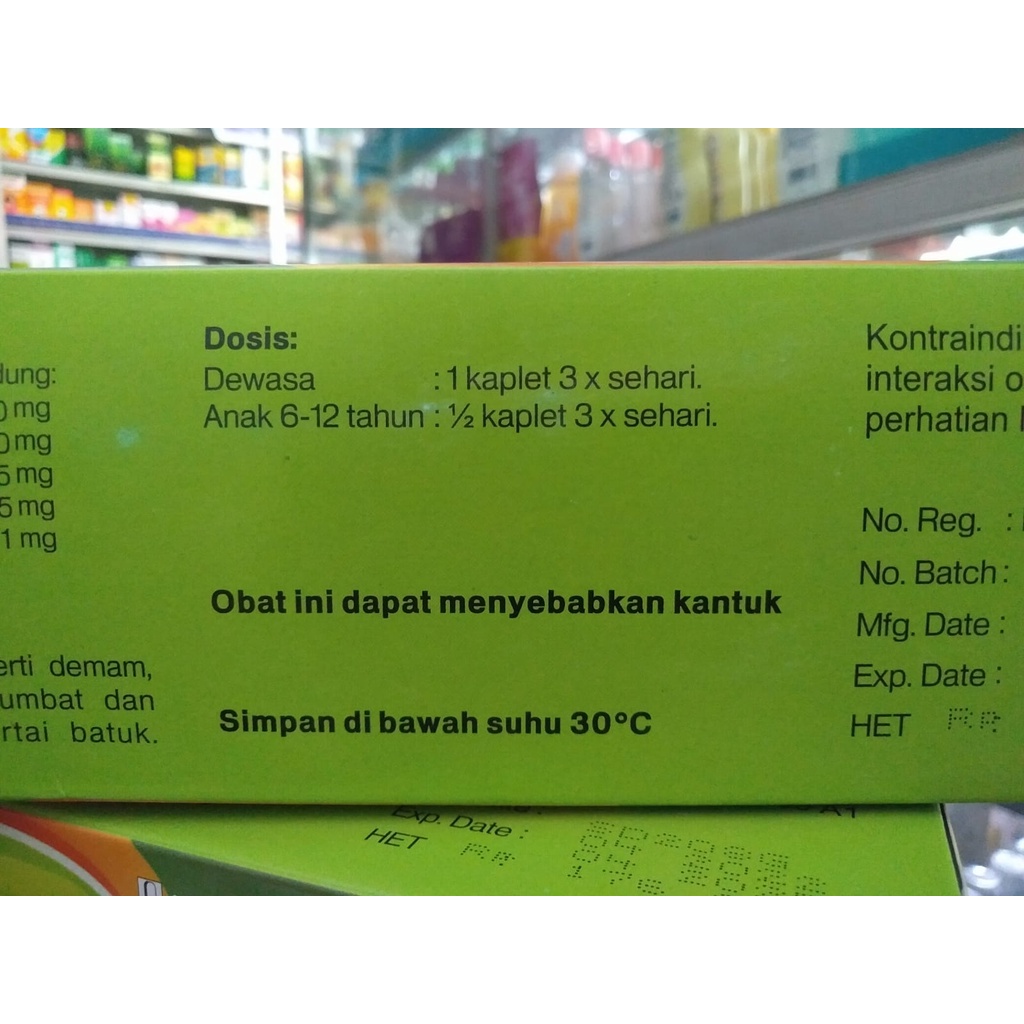 dung:
0 mg
0 mg
5 mg
5 mg
1 mg
erti demam,
umbat dan
rtai batuk.
Dosis:
Dewasa : 1 kaplet 3 x sehari.
Anak 6-12 tahun : ½ kaplet 3 x sehari.
Obat ini dapat menyebabkan kantuk
Simpan di bawah suhu 30°C
Kontraindi
interaksi o
perhatian
No. Reg. :
No. Batch :
Mfg. Date :
Exp. Date :
HET
Exp. Date :
HET
A1